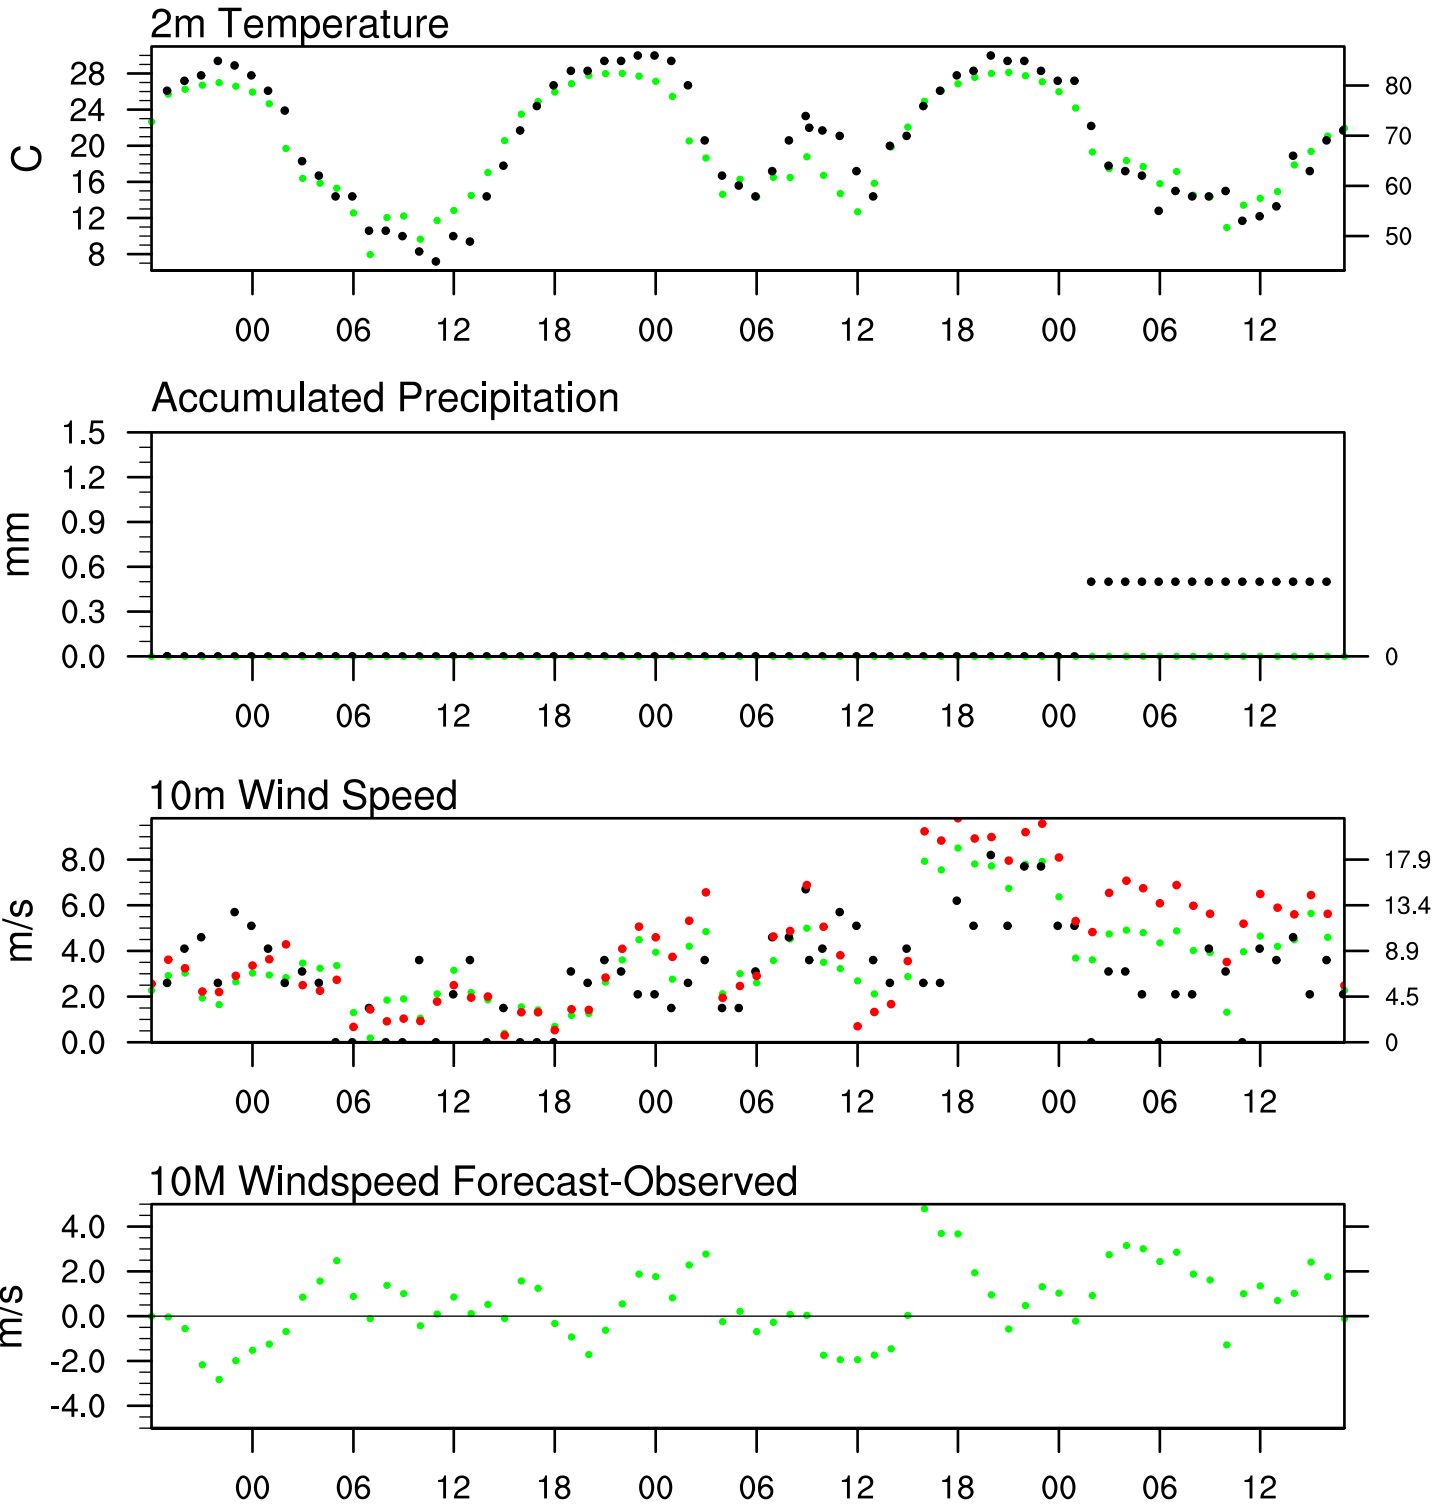 2m Temperature
28
24
20
16
12
8
C
80
70
60
50
00 06 12 18 00 06 12 18 00 06 12
Accumulated Precipitation
1.5
1.2
0.9
0.6
0.3
0.0
mm
0
00 06 12 18 00 06 12 18 00 06 12
10m Wind Speed
8.0
6.0
4.0
2.0
0.0
m/s
17.9
13.4
8.9
4.5
0
00 06 12 18 00 06 12 18 00 06 12
10M Windspeed Forecast-Observed
4.0
2.0
0.0
-2.0
-4.0
m/s
00 06 12 18 00 06 12 18 00 06 12